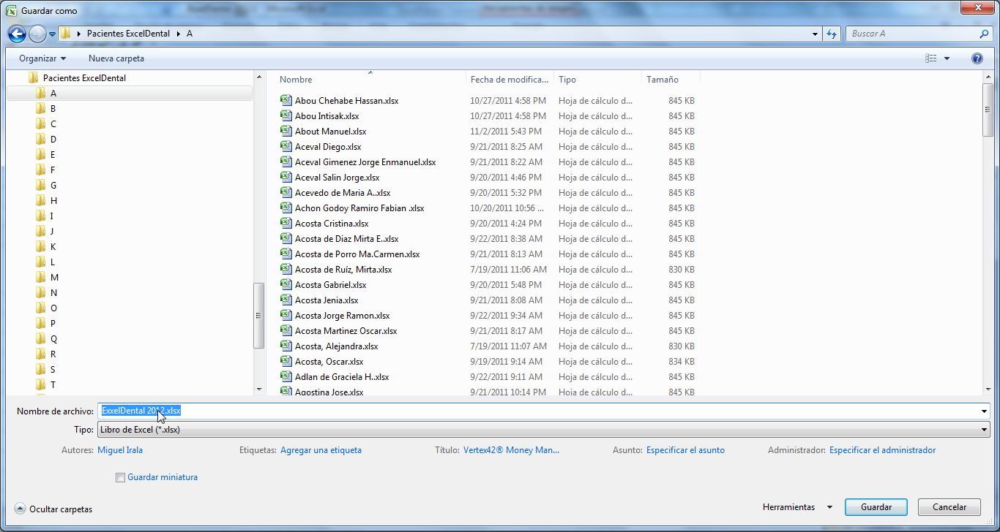 Guardar como
Pacientes ExcelDental A
Buscar A
Organizar Nueva carpeta
Pacientes ExcelDental
A
B
C
D
E
F
G
H
I
J
K
L
M
N
O
P
Q
R
S
T
Nombre Fecha de modifica... Tipo Tamaño
Abou Chehabe Hassan.xlsx 10/27/2011 4:58 PM Hoja de cálculo d... 845 KB
Abou Intisak.xlsx 10/27/2011 4:58 PM Hoja de cálculo d... 845 KB
About Manuel.xlsx 11/2/2011 5:43 PM Hoja de cálculo d... 845 KB
Aceval Diego.xlsx 9/21/2011 8:25 AM Hoja de cálculo d... 845 KB
Aceval Gimenez Jorge Enmanuel.xlsx 9/21/2011 8:22 AM Hoja de cálculo d... 845 KB
Aceval Salin Jorge.xlsx 9/20/2011 4:46 PM Hoja de cálculo d... 845 KB
Acevedo de Maria A..xlsx 9/20/2011 5:32 PM Hoja de cálculo d... 845 KB
Achon Godoy Ramiro Fabian .xlsx 10/20/2011 10:56 ... Hoja de cálculo d... 845 KB
Acosta Cristina.xlsx 9/20/2011 4:24 PM Hoja de cálculo d... 845 KB
Acosta de Diaz Mirta E..xlsx 9/22/2011 8:38 AM Hoja de cálculo d... 845 KB
Acosta de Porro Ma.Carmen.xlsx 9/21/2011 8:13 AM Hoja de cálculo d... 845 KB
Acosta de Ruíz, Mirta.xlsx 7/19/2011 11:06 AM Hoja de cálculo d... 830 KB
Acosta Gabriel.xlsx 9/20/2011 5:48 PM Hoja de cálculo d... 845 KB
Acosta Jenia.xlsx 9/21/2011 8:08 AM Hoja de cálculo d... 845 KB
Acosta Jorge Ramon.xlsx 9/22/2011 9:34 AM Hoja de cálculo d... 845 KB
Acosta Martinez Oscar.xlsx 9/21/2011 8:17 AM Hoja de cálculo d... 845 KB
Acosta, Alejandra.xlsx 7/19/2011 11:07 AM Hoja de cálculo d... 830 KB
Acosta, Oscar.xlsx 9/19/2011 9:14 AM Hoja de cálculo d... 834 KB
Adlan de Graciela H..xlsx 9/22/2011 9:11 AM Hoja de cálculo d... 845 KB
Agostina Jose.xlsx 9/21/2011 10:14 PM Hoja de cálculo d... 845 KB
Nombre de archivo: ExxelDental 2012.xlsx
Tipo: Libro de Excel (*.xlsx)
Autores: Miguel Irala Etiquetas: Agregar una etiqueta Título: Vertex42® Money Man... Asunto: Especificar el asunto Administrador: Especificar el administrador
Guardar miniatura
Ocultar carpetas Herramientas Guardar Cancelar